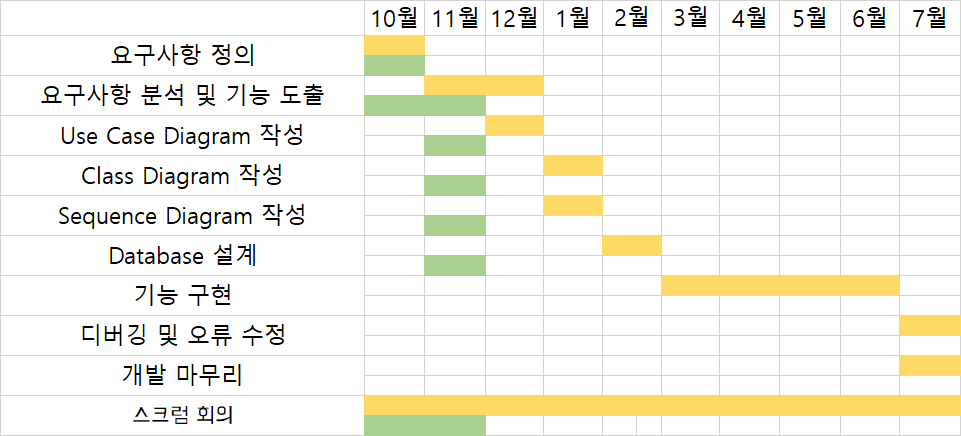 10월 11월 12월 1월 2월 3월 4월 5월 6월 7월
요구사항 정의
요구사항 분석 및 기능 도출
Use Case Diagram 작성
Class Diagram 작성
Sequence Diagram 작성
Database 설계
기능 구현
디버깅 및 오류 수정
개발 마무리
스크럼 회의